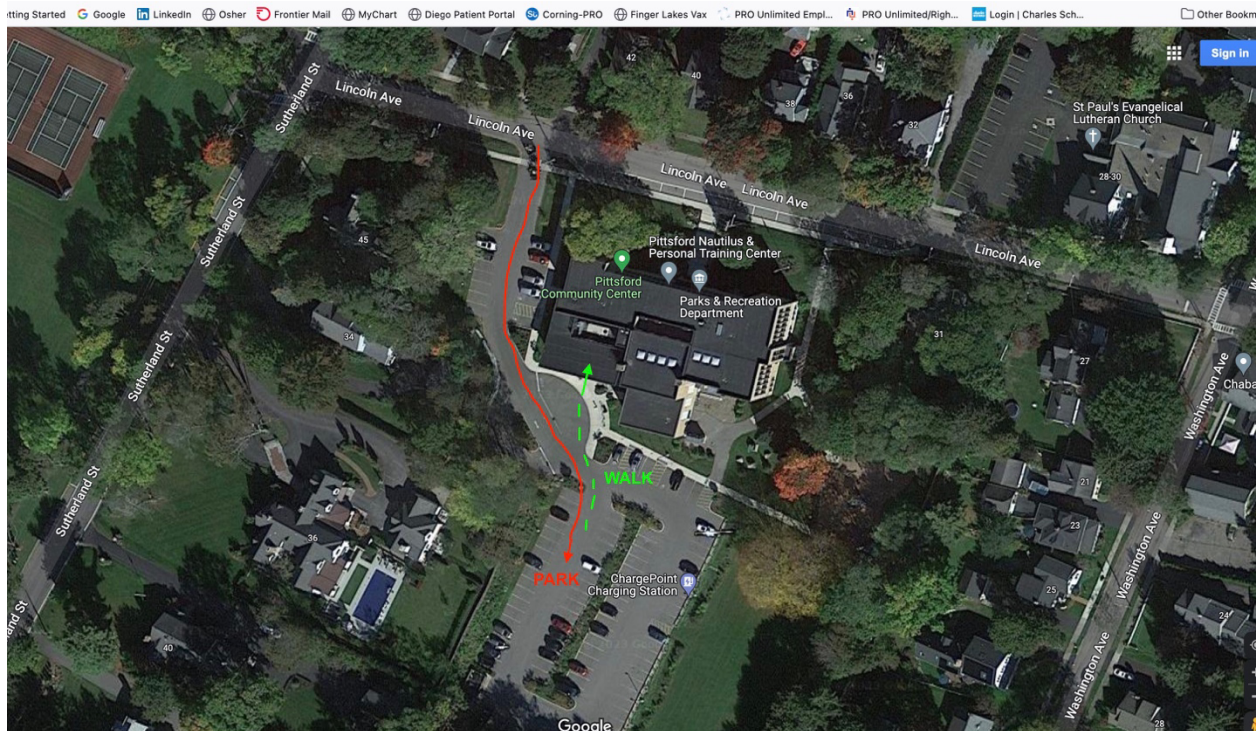 etting Started
Google
LinkedIn
Osher
Frontier Mail
MyChart
Diego Patient Portal
Corning-PRO
Finger Lakes Vax
PRO Unlimited Empl...
PRO Unlimited/Righ...
Login | Charles Sch...
Other Bookm
Sign in
42
40
38
36
32
St Paul's Evangelical
Lutheran Church
28-30
Sutherland St
Lincoln Ave
Lincoln Ave
Lincoln Ave
Lincoln Ave
Lincoln Ave
Sutherland St
45
Pittsford Nautilus &
Personal Training Center
Pittsford
Community Center
Parks & Recreation
Department
34
31
27
Chaba
Washington Ave
Sutherland St
WALK
21
Sutherland St
36
23
PARK
ChargePoint
Charging Station
25
Washington Ave
24
land St
40
Washington Ave
28
Google